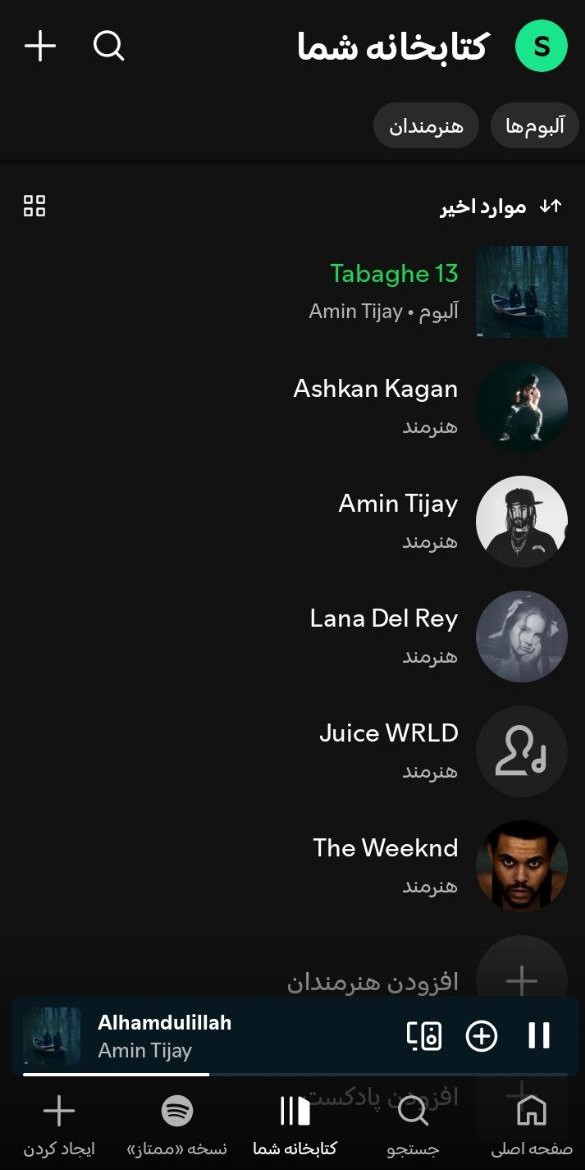 S
کتابخانه شما
آلبوم‌ها
هنرمندان
موارد اخیر
Tabaghe 13
آلبوم • Amin Tijay
Ashkan Kagan
هنرمند
Amin Tijay
هنرمند
Lana Del Rey
هنرمند
Juice WRLD
هنرمند
The Weeknd
هنرمند
افزودن هنرمندان
Alhamdulillah
Amin Tijay
افزودن پادکست
صفحه اصلی
جستجو
کتابخانه شما
نسخه «ممتاز»
ایجاد کردن